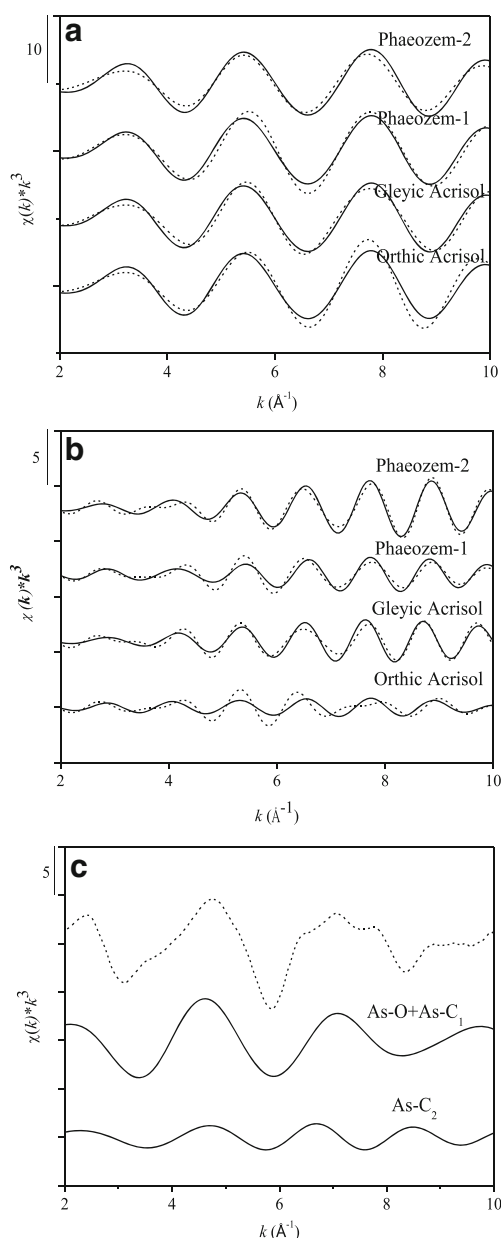 a
10
Phaeozem-2
Phaeozem-1
Gleyic Acrisol
Orthic Acrisol
χ(k)*k³
2 4 6 8 10
k (Å⁻¹)
b
5
Phaeozem-2
Phaeozem-1
Gleyic Acrisol
Orthic Acrisol
χ(k)*k³
2 4 6 8 10
k (Å⁻¹)
c
5
As-O+As-C₁
As-C₂
χ(k)*k³
2 4 6 8 10
k (Å⁻¹)